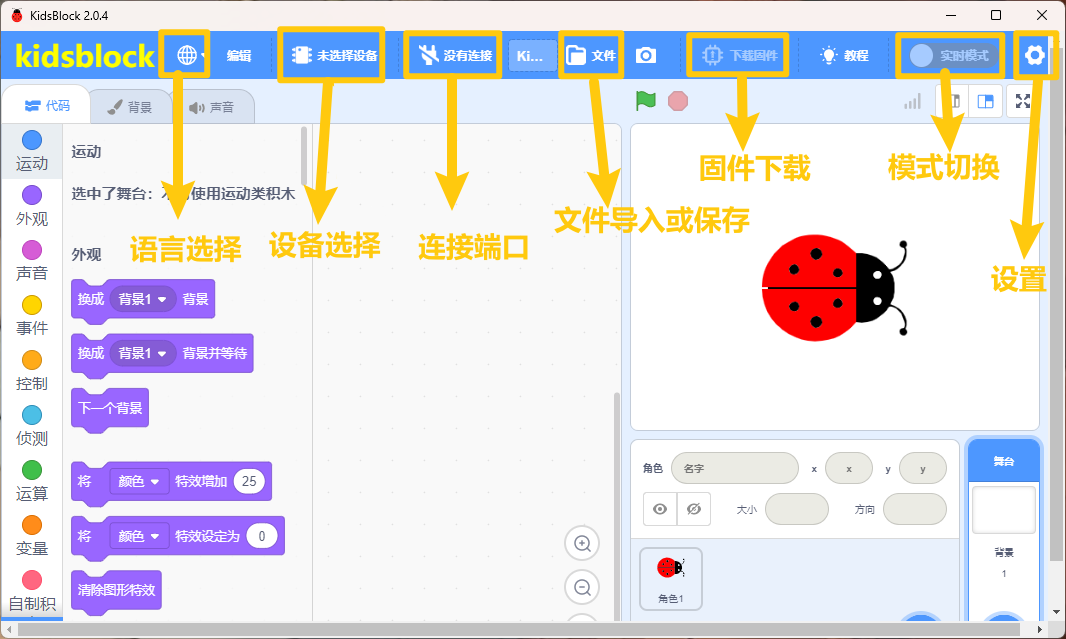 KidsBlock 2.0.4
kidsblock
编辑
未选择设备
没有连接
Ki...
文件
下载固件
教程
实时模式
代码
背景
声音
固件下载
模式切换
文件导入或保存
语言选择
设备选择
连接端口
设置
运动
外观
声音
事件
控制
侦测
运算
变量
自制积
运动
选中了舞台：不
使用运动类积木
外观
换成 背景1 背景
换成 背景1 背景并等待
下一个背景
将 颜色 特效增加 25
将 颜色 特效设定为 0
清除图形特效
角色 名字 x x y y
大小 方向
角色1
舞台
背景
1